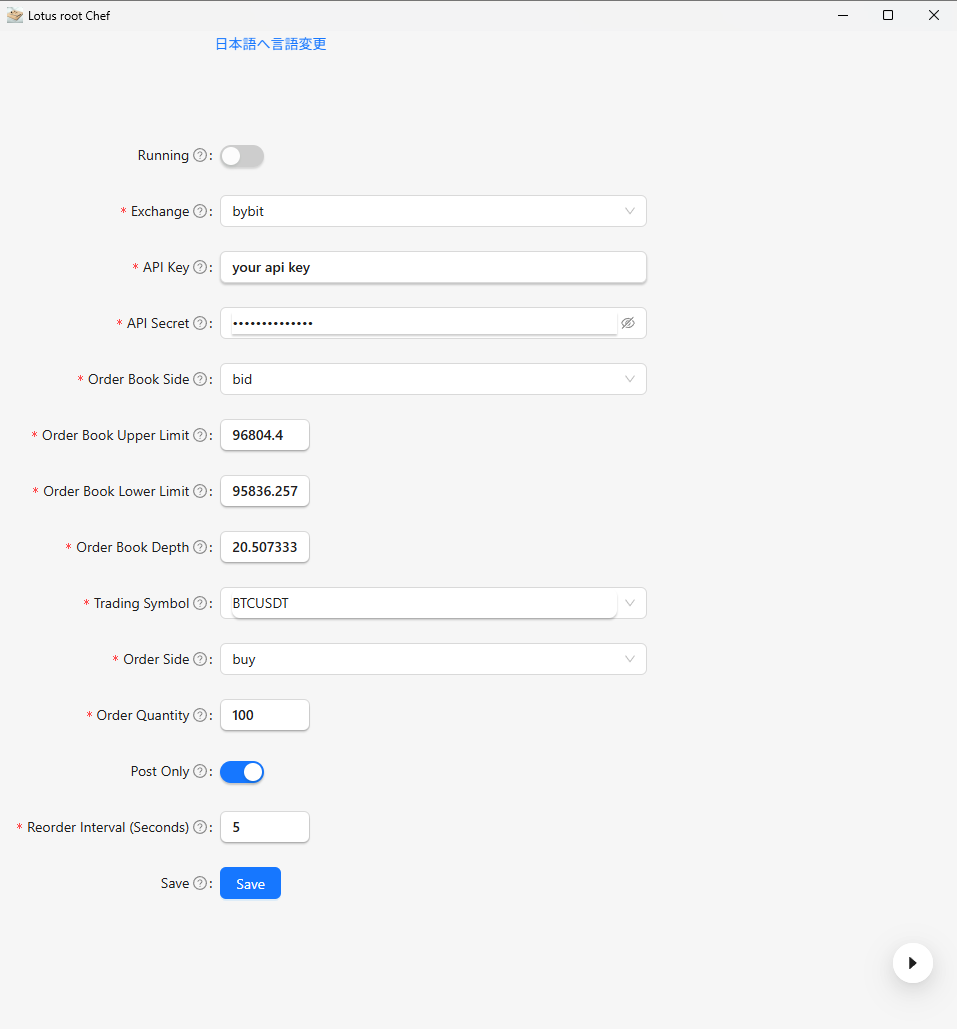 Lotus root Chef
日本語へ言語変更
Running ? :
* Exchange ? : bybit
* API Key ? : your api key
* API Secret ? : ••••••••••••••
* Order Book Side ? : bid
* Order Book Upper Limit ? : 96804.4
* Order Book Lower Limit ? : 95836.257
* Order Book Depth ? : 20.507333
* Trading Symbol ? : BTCUSDT
* Order Side ? : buy
* Order Quantity ? : 100
Post Only ? :
* Reorder Interval (Seconds) ? : 5
Save ? : Save